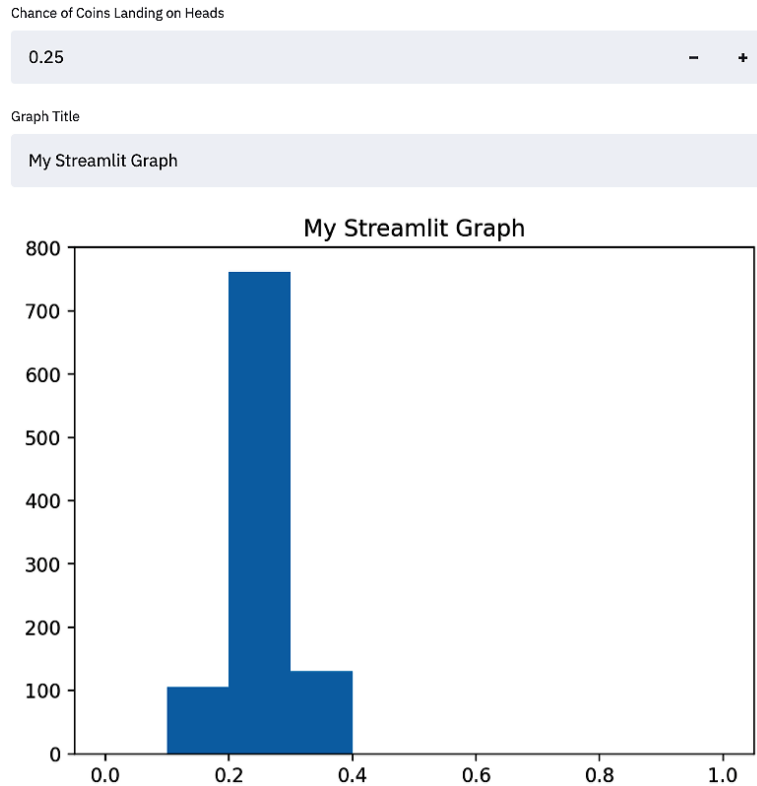 Chance of Coins Landing on Heads
0.25 - +
Graph Title
My Streamlit Graph
My Streamlit Graph
800
700
600
500
400
300
200
100
0
0.0 0.2 0.4 0.6 0.8 1.0